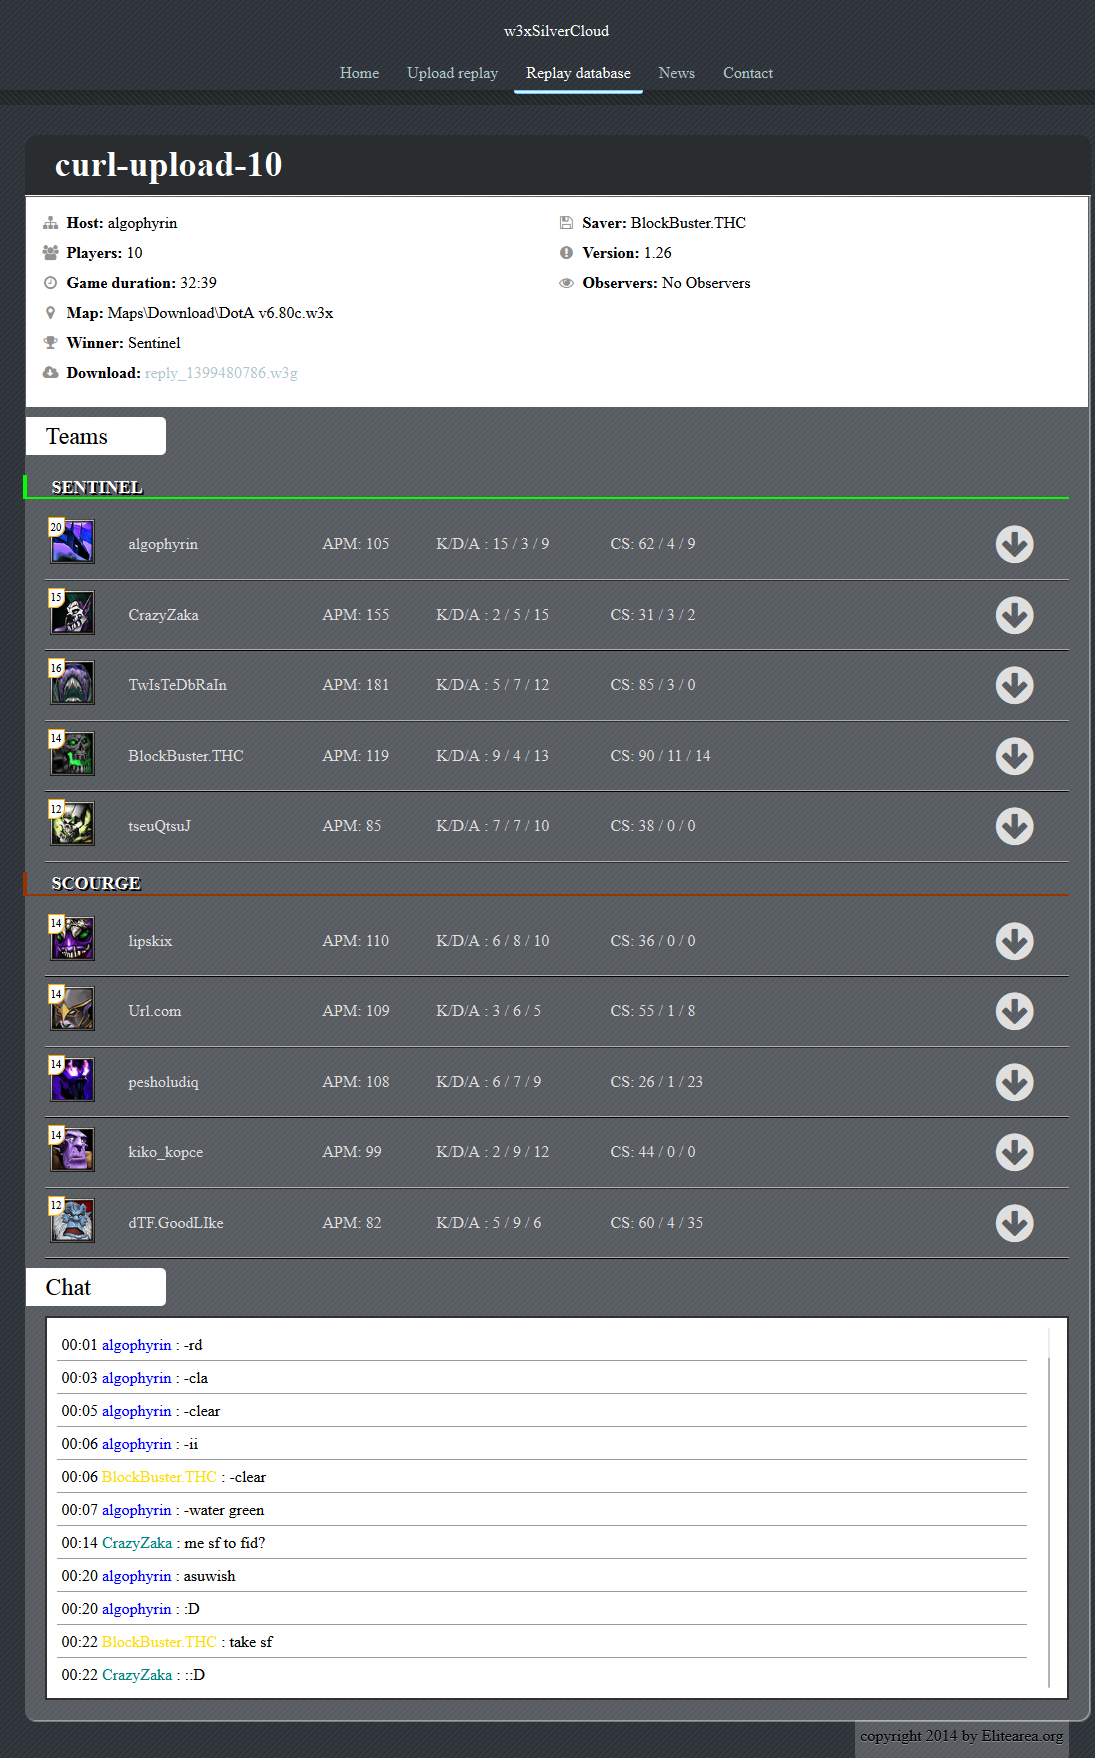 w3xSilverCloud
Home Upload replay Replay database News Contact
curl-upload-10
Host: algophyrin Saver: BlockBuster.THC
Players: 10 Version: 1.26
Game duration: 32:39 Observers: No Observers
Map: Maps\Download\DotA v6.80c.w3x
Winner: Sentinel
Download: reply_1399480786.w3g
Teams
SENTINEL
20 algophyrin APM: 105 K/D/A : 15 / 3 / 9 CS: 62 / 4 / 9
15 CrazyZaka APM: 155 K/D/A : 2 / 5 / 15 CS: 31 / 3 / 2
16 TwIsTeDbRaIn APM: 181 K/D/A : 5 / 7 / 12 CS: 85 / 3 / 0
14 BlockBuster.THC APM: 119 K/D/A : 9 / 4 / 13 CS: 90 / 11 / 14
12 tseuQtsuJ APM: 85 K/D/A : 7 / 7 / 10 CS: 38 / 0 / 0
SCOURGE
14 lipskix APM: 110 K/D/A : 6 / 8 / 10 CS: 36 / 0 / 0
14 Url.com APM: 109 K/D/A : 3 / 6 / 5 CS: 55 / 1 / 8
14 pesholudiq APM: 108 K/D/A : 6 / 7 / 9 CS: 26 / 1 / 23
14 kiko_kopce APM: 99 K/D/A : 2 / 9 / 12 CS: 44 / 0 / 0
12 dTF.GoodLIke APM: 82 K/D/A : 5 / 9 / 6 CS: 60 / 4 / 35
Chat
00:01 algophyrin : -rd
00:03 algophyrin : -cla
00:05 algophyrin : -clear
00:06 algophyrin : -ii
00:06 BlockBuster.THC : -clear
00:07 algophyrin : -water green
00:14 CrazyZaka : me sf to fid?
00:20 algophyrin : asuwish
00:20 algophyrin : :D
00:22 BlockBuster.THC : take sf
00:22 CrazyZaka : ::D
copyright 2014 by Elitearea.org